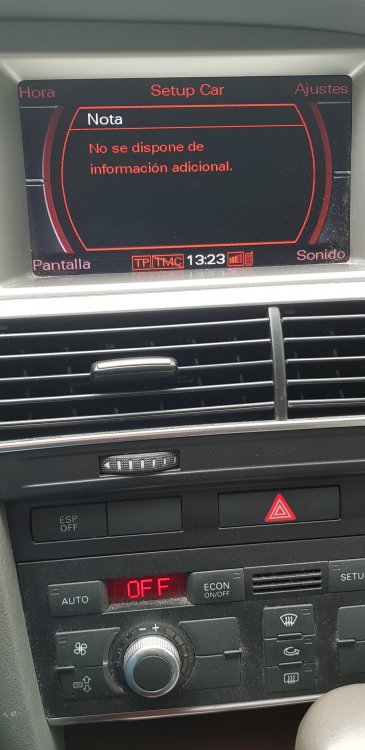 Hora Setup Car Ajustes
Nota
No se dispone de
información adicional.
Pantalla TP TMC 13:23 Sonido
ESP
OFF
AUTO OFF ECON
ON/OFF
SETU